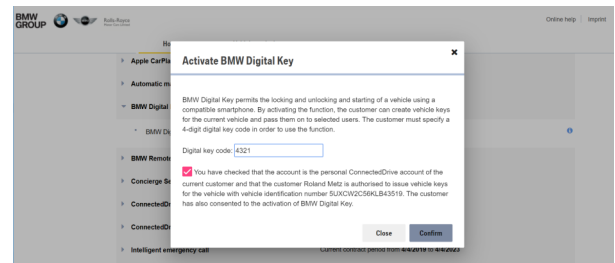 BMW
GROUP
Rolls-Royce
Motor Cars Limited
Online help
Imprint
Activate BMW Digital Key
Apple CarPla
Automatic m
BMW Digital Key permits the locking and unlocking and starting of a vehicle using a
compatible smartphone. By activating the function, the customer can create vehicle keys
for the current vehicle and pass them on to selected users. The customer must specify a
4-digit digital key code in order to use the function.
BMW Digital
BMW Dig
Digital key code: 4321
You have checked that the account is the personal ConnectedDrive account of the
current customer and that the customer Roland Metz is authorised to issue vehicle keys
for the vehicle with vehicle identification number 5UXCW2C56KLB43519. The customer
has also consented to the activation of BMW Digital Key.
BMW Remote
Concierge Se
ConnectedDr
ConnectedDr
Close
Confirm
Intelligent emergency call
Current contract period from 4/4/2019 to 4/4/2023